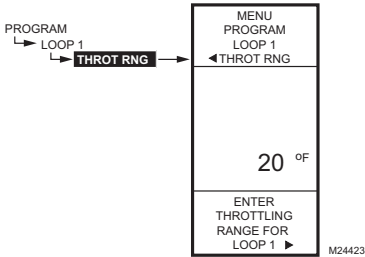 PROGRAM
LOOP 1
THROT RNG
MENU
PROGRAM
LOOP 1
◄THROT RNG
20 °F
ENTER
THROTTLING
RANGE FOR
LOOP 1 ►
M24423